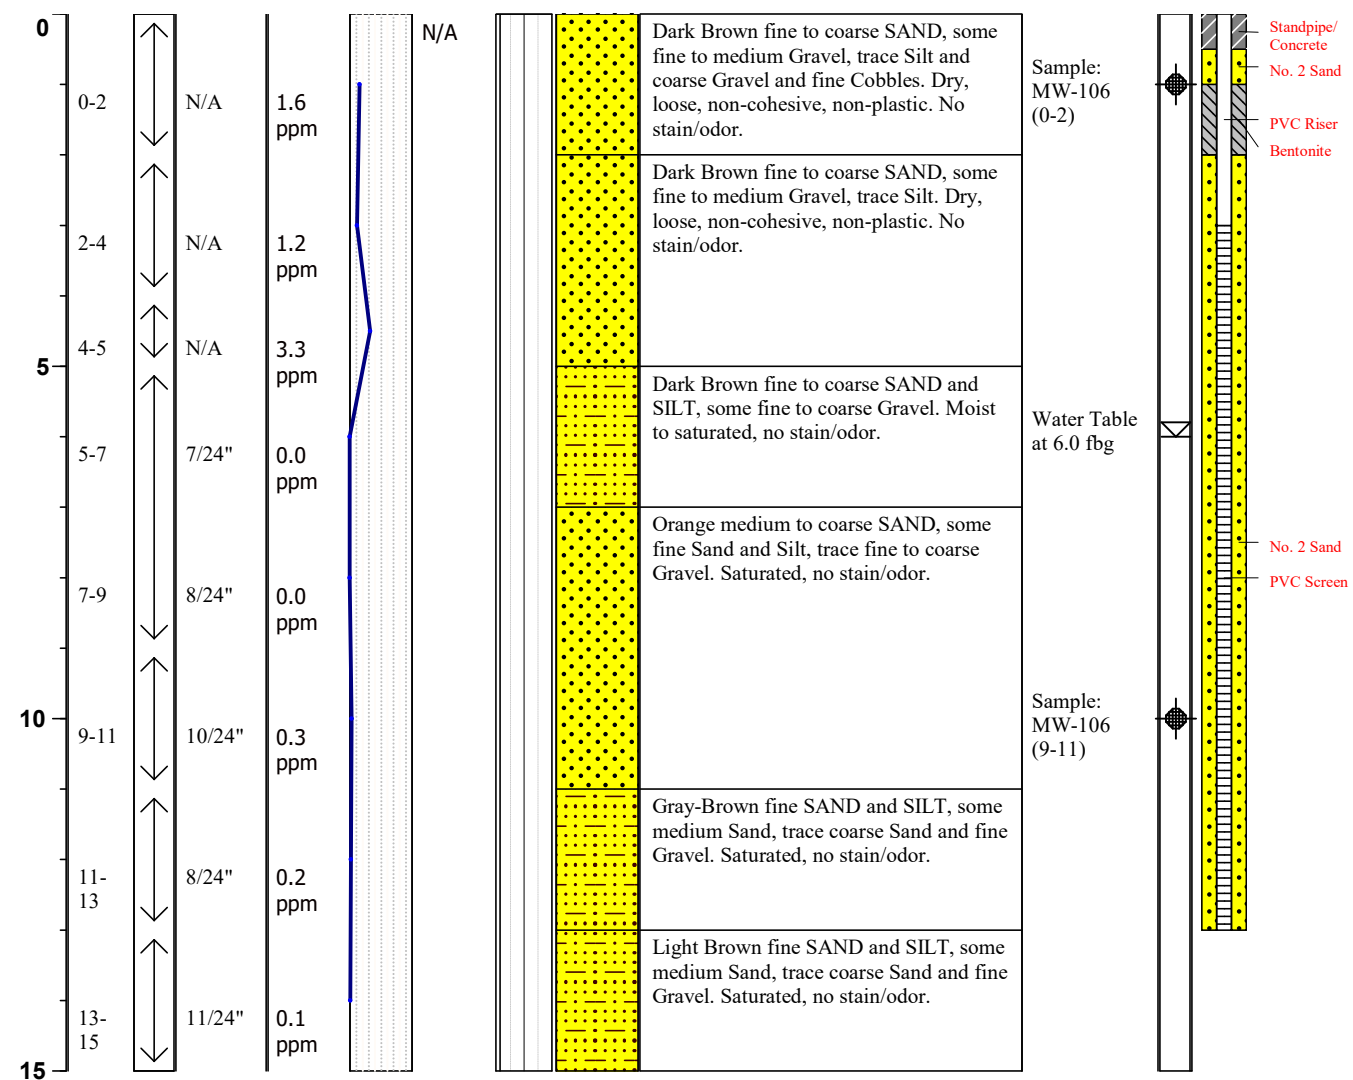 0
N/A
Dark Brown fine to coarse SAND, some
fine to medium Gravel, trace Silt and
coarse Gravel and fine Cobbles. Dry,
loose, non-cohesive, non-plastic. No
stain/odor.
0-2
N/A
1.6
ppm
Sample:
MW-106
(0-2)
Standpipe/
Concrete
No. 2 Sand
PVC Riser
Bentonite
Dark Brown fine to coarse SAND, some
fine to medium Gravel, trace Silt. Dry,
loose, non-cohesive, non-plastic. No
stain/odor.
2-4
N/A
1.2
ppm
4-5
N/A
3.3
ppm
5
Dark Brown fine to coarse SAND and
SILT, some fine to coarse Gravel. Moist
to saturated, no stain/odor.
Water Table
at 6.0 fbg
5-7
7/24"
0.0
ppm
Orange medium to coarse SAND, some
fine Sand and Silt, trace fine to coarse
Gravel. Saturated, no stain/odor.
No. 2 Sand
PVC Screen
7-9
8/24"
0.0
ppm
10
9-11
10/24"
0.3
ppm
Sample:
MW-106
(9-11)
Gray-Brown fine SAND and SILT, some
medium Sand, trace coarse Sand and fine
Gravel. Saturated, no stain/odor.
11-
13
8/24"
0.2
ppm
Light Brown fine SAND and SILT, some
medium Sand, trace coarse Sand and fine
Gravel. Saturated, no stain/odor.
13-
15
11/24"
0.1
ppm
15